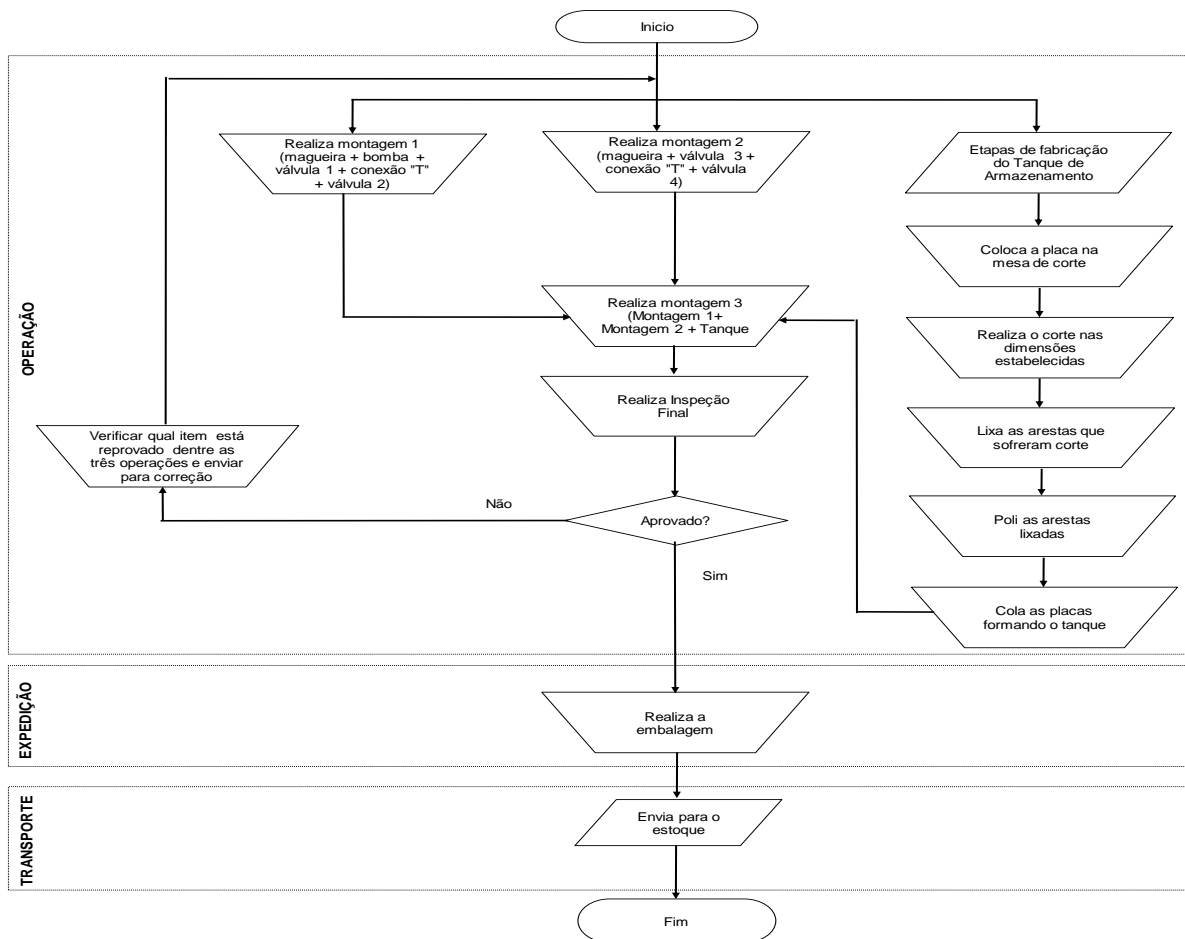 Inicio
OPERAÇÃO
Realiza montagem 1
(magueira + bomba +
válvula 1 + conexão "T"
+ válvula 2)
Realiza montagem 2
(magueira + válvula 3 +
conexão "T" + válvula
4)
Etapas de fabricação
do Tanque de
Armazenamento
Coloca a placa na
mesa de corte
Realiza montagem 3
(Montagem 1+
Montagem 2 + Tanque
Realiza o corte nas
dimensões
estabelecidas
Realiza Inspeção
Final
Lixa as arestas que
sofreram corte
Verificar qual item está
reprovado dentre as
três operações e enviar
para correção
Não
Aprovado?
Poli as arestas
lixadas
Sim
Cola as placas
formando o tanque
EXPEDIÇÃO
Realiza a
embalagem
TRANSPORTE
Envia para o
estoque
Fim